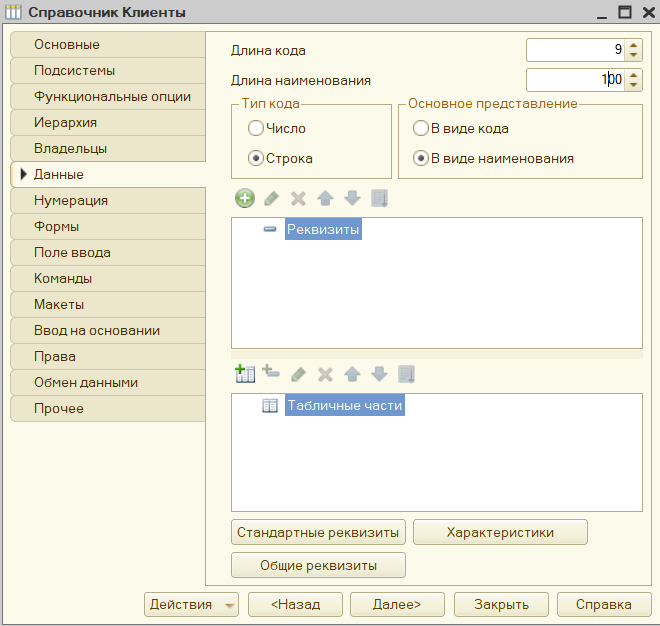 Справочник Клиенты
Основные
Подсистемы
Функциональные опции
Иерархия
Владельцы
Данные
Нумерация
Формы
Поле ввода
Команды
Макеты
Ввод на основании
Права
Обмен данными
Прочее
Длина кода 9
Длина наименования 100
Тип кода
Число
Строка
Основное представление
В виде кода
В виде наименования
Реквизиты
Табличные части
Стандартные реквизиты Характеристики
Общие реквизиты
Действия <Назад Далее> Закрыть Справка